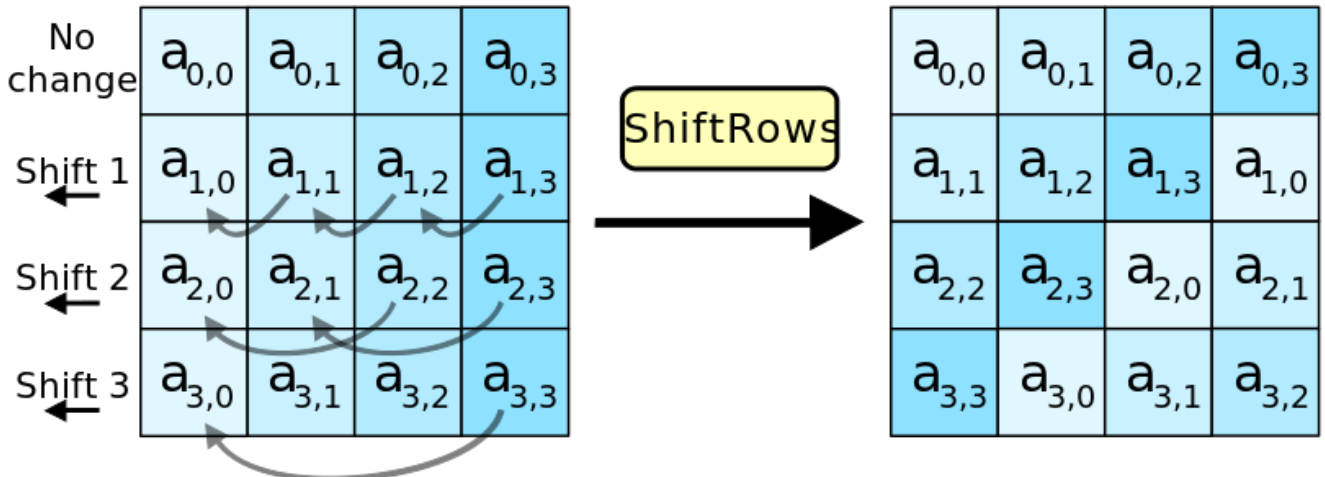 No
change
a0,0 a0,1 a0,2 a0,3
Shift 1
a1,0 a1,1 a1,2 a1,3
Shift 2
a2,0 a2,1 a2,2 a2,3
Shift 3
a3,0 a3,1 a3,2 a3,3
ShiftRows
a0,0 a0,1 a0,2 a0,3
a1,1 a1,2 a1,3 a1,0
a2,2 a2,3 a2,0 a2,1
a3,3 a3,0 a3,1 a3,2